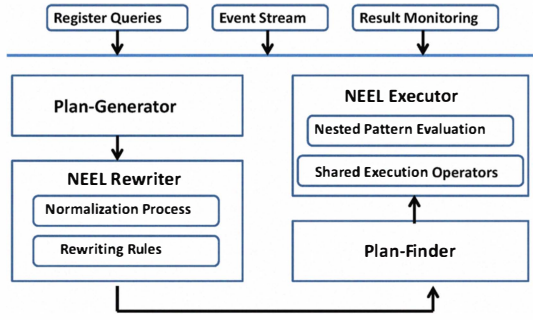 Register Queries
Event Stream
Result Monitoring
Plan-Generator
NEEL Rewriter
Normalization Process
Rewriting Rules
NEEL Executor
Nested Pattern Evaluation
Shared Execution Operators
Plan-Finder